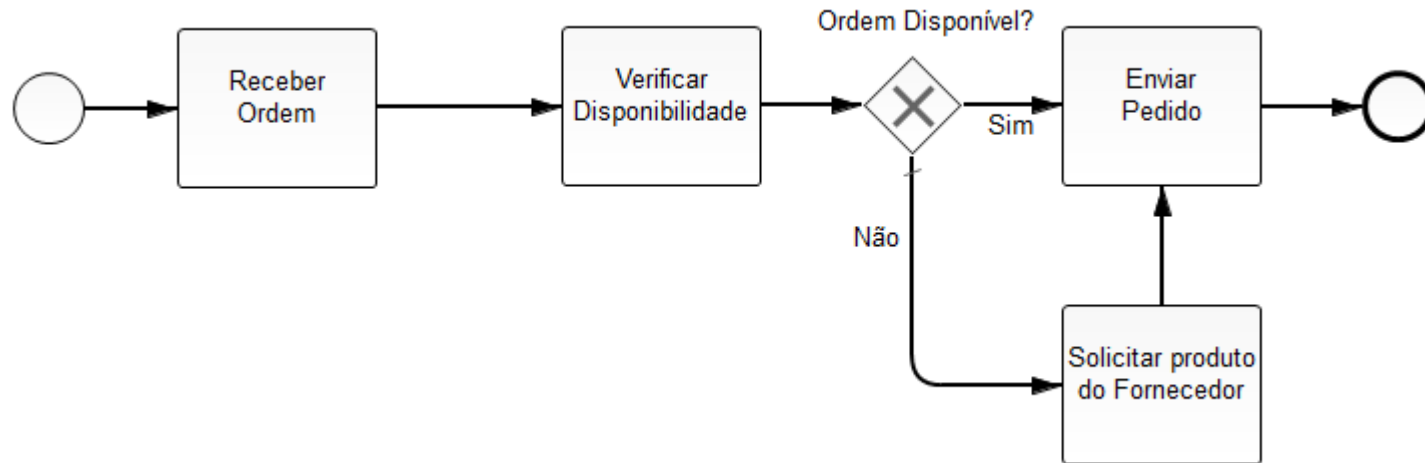 Ordem Disponível?
Receber
Ordem
Verificar
Disponibilidade
Sim
Enviar
Pedido
Não
Solicitar produto
do Fornecedor